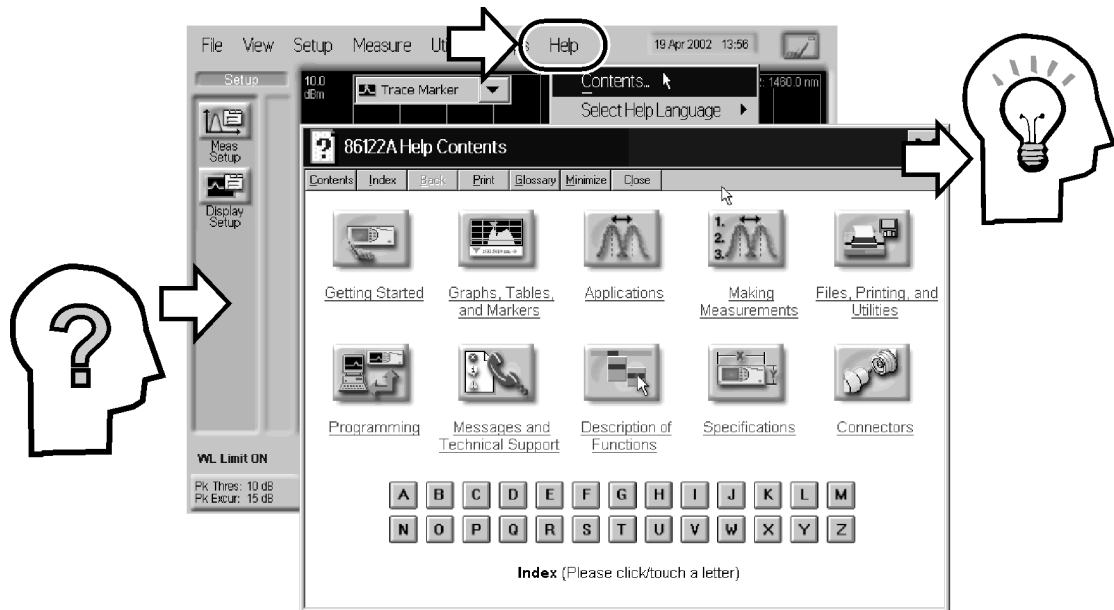 File View Setup Measure Help 19 Apr 2002 13:56
Setup
10.0
dBm
Trace Marker
Contents...
1460.0 nm
Select Help Language
Meas
Setup
Display
Setup
86122A Help Contents
Contents Index Back Print Glossary Minimize Close
1.
2.
3.
Getting Started
Graphs, Tables,
and Markers
Applications
Making
Measurements
Files, Printing, and
Utilities
Programming
Messages and
Technical Support
Description of
Functions
Specifications
Connectors
WL Limit ON
Pk Thres: 10 dB
Pk Excur: 15 dB
A B C D E F G H I J K L M
N O P Q R S T U V W X Y Z
Index (Please click/touch a letter)